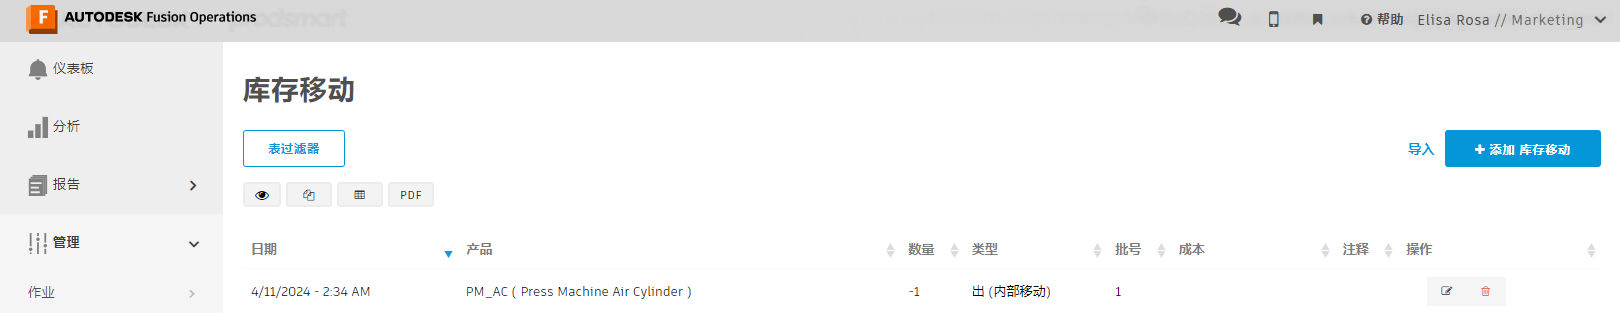 AUTODESK Fusion Operations
帮助
Elisa Rosa // Marketing
仪表板
分析
报告
管理
作业
库存移动
表过滤器
导入
添加 库存移动
PDF
日期 产品 数量 类型 批号 成本 注释 操作
4/11/2024 - 2:34 AM PM_AC ( Press Machine Air Cylinder ) -1 出 (内部移动) 1